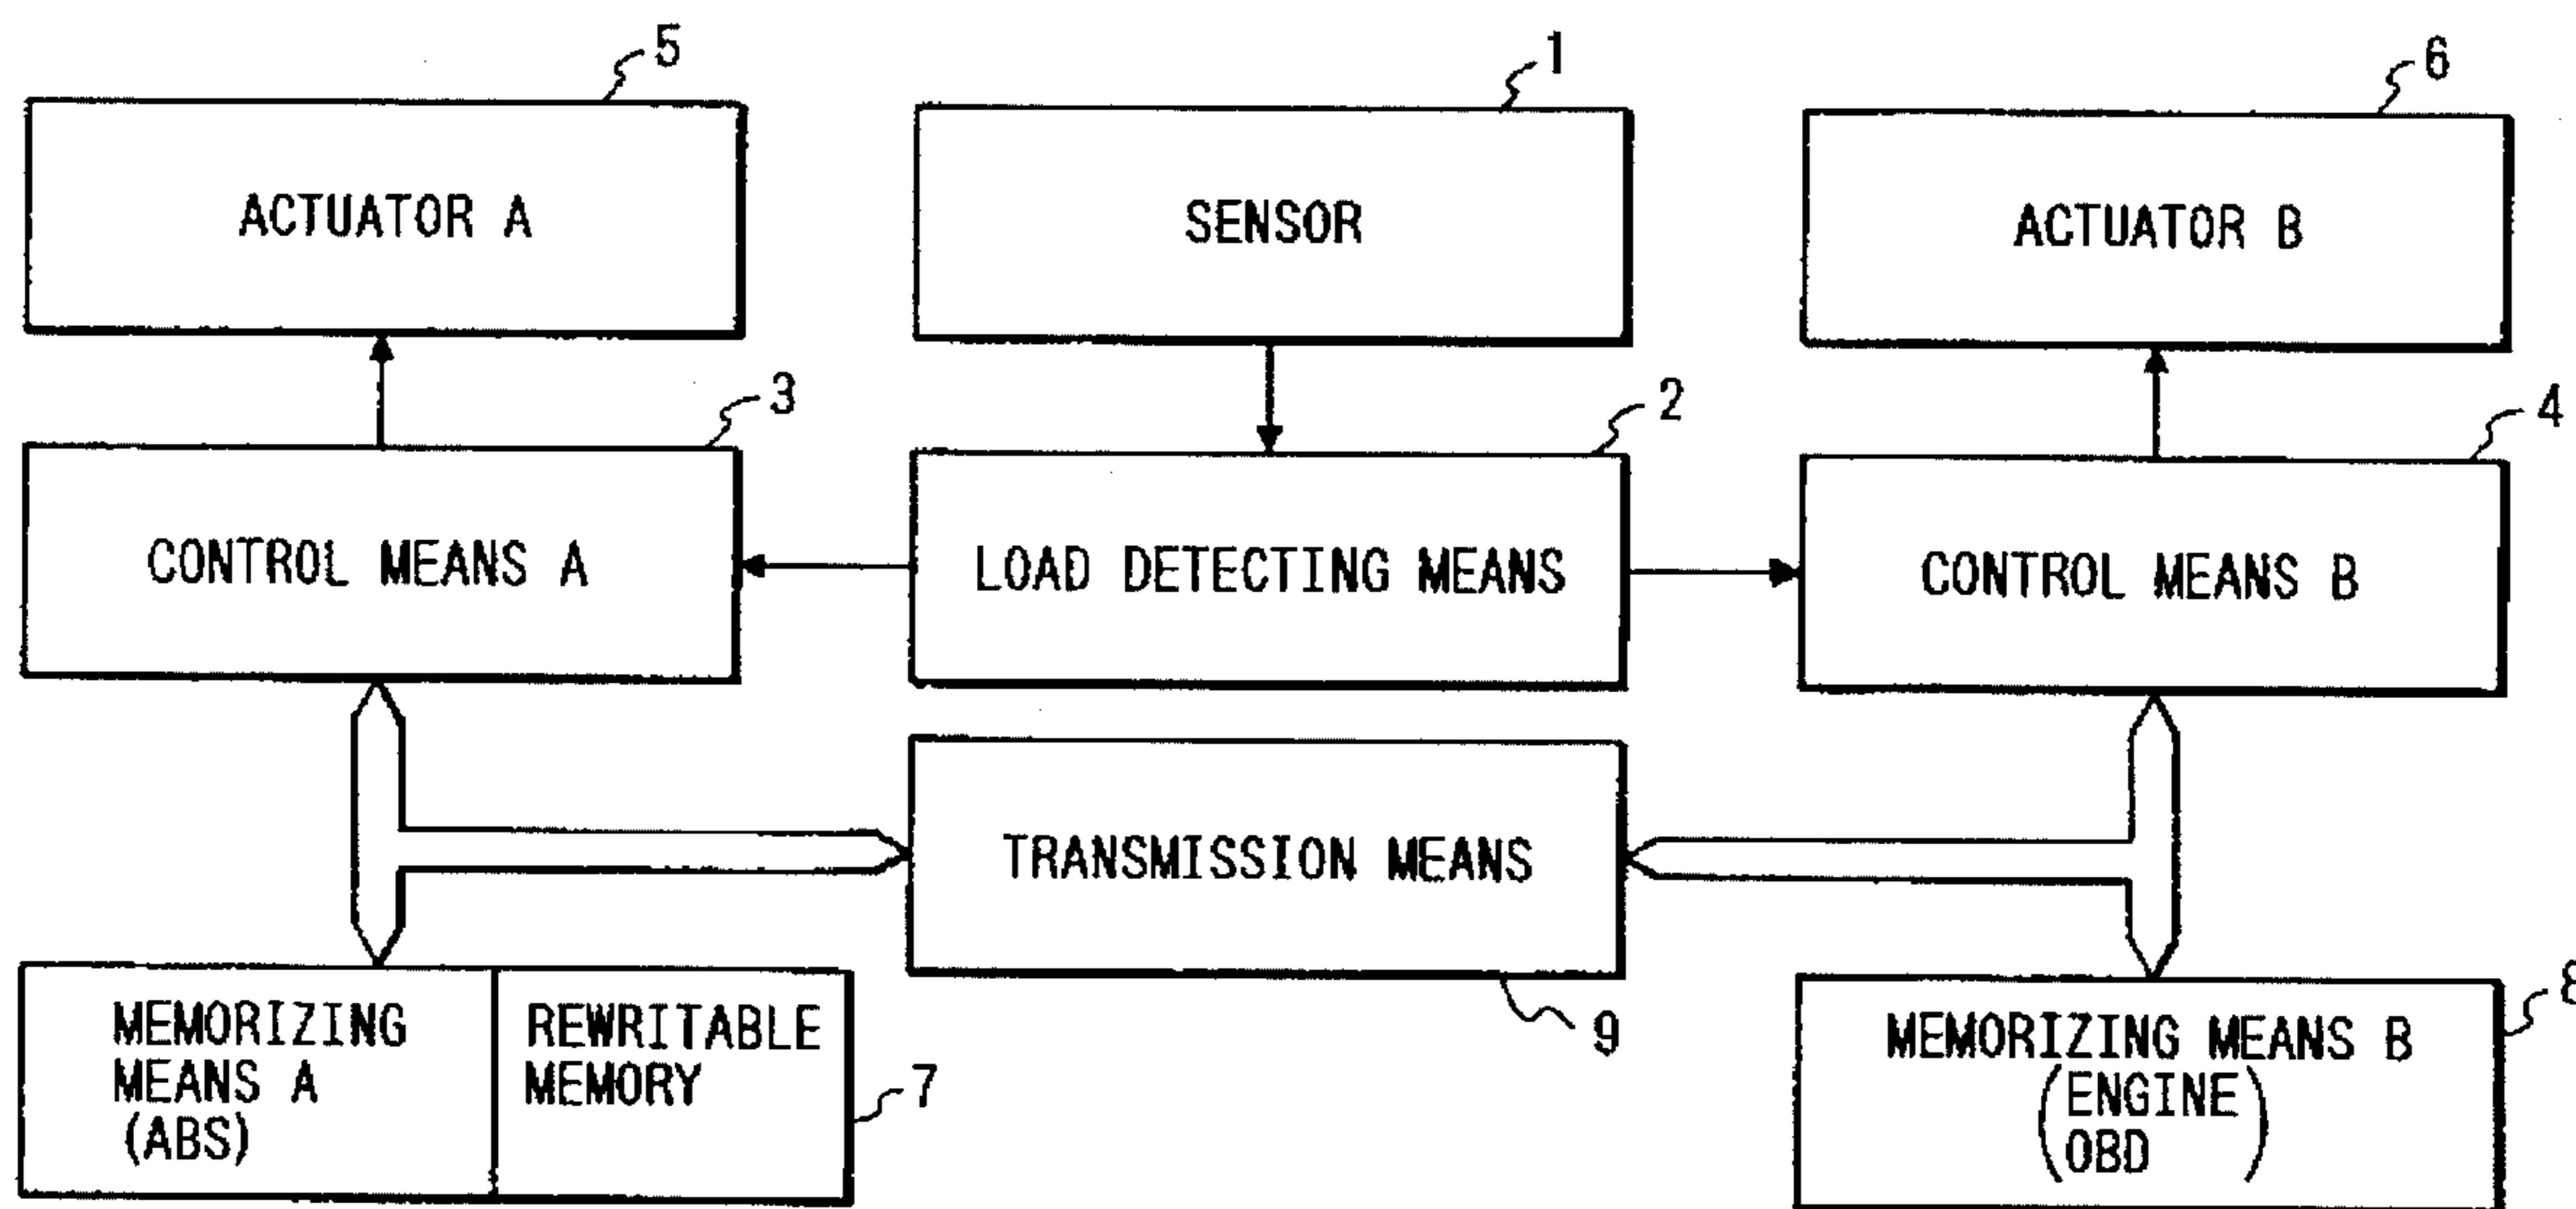 5
1
6
ACTUATOR A
SENSOR
ACTUATOR B
3
2
4
CONTROL MEANS A
LOAD DETECTING MEANS
CONTROL MEANS B
TRANSMISSION MEANS
MEMORIZING
MEANS A
(ABS)
REWRITABLE
MEMORY
7
9
MEMORIZING MEANS B
(ENGINE
OBD)
8